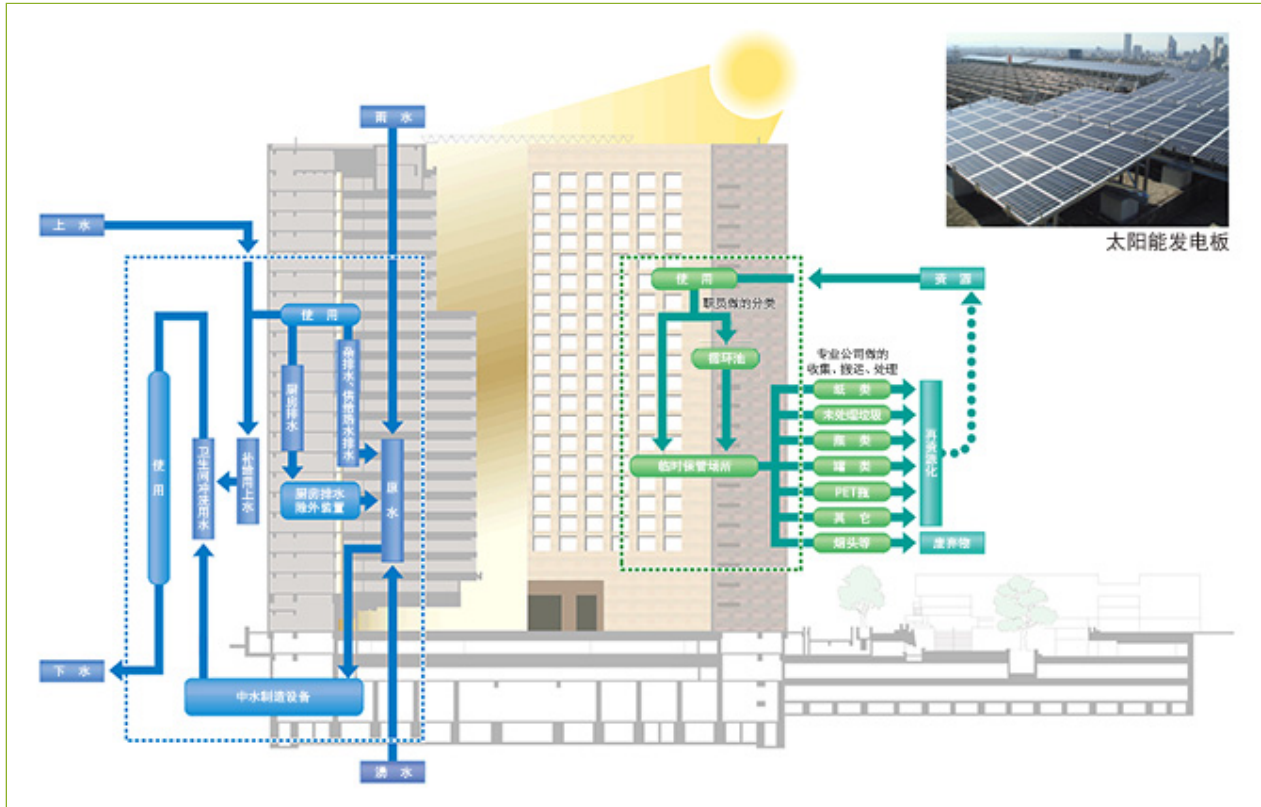 雨 水
太阳能发电板
上 水
使 用
资 源
职员做的分类
使 用
循环池
专业公司做的
收集、搬运、处理
杂排水、供给热水排水
厨房排水
纸 类
未处理垃圾
瓶 类
罐 类
PET瓶
其 它
烟头等
再资源化
废弃物
临时保管场所
使 用
卫生间冲洗用水
补给用上水
厨房排水
除外装置
原 水
下 水
中水制造设备
湧 水